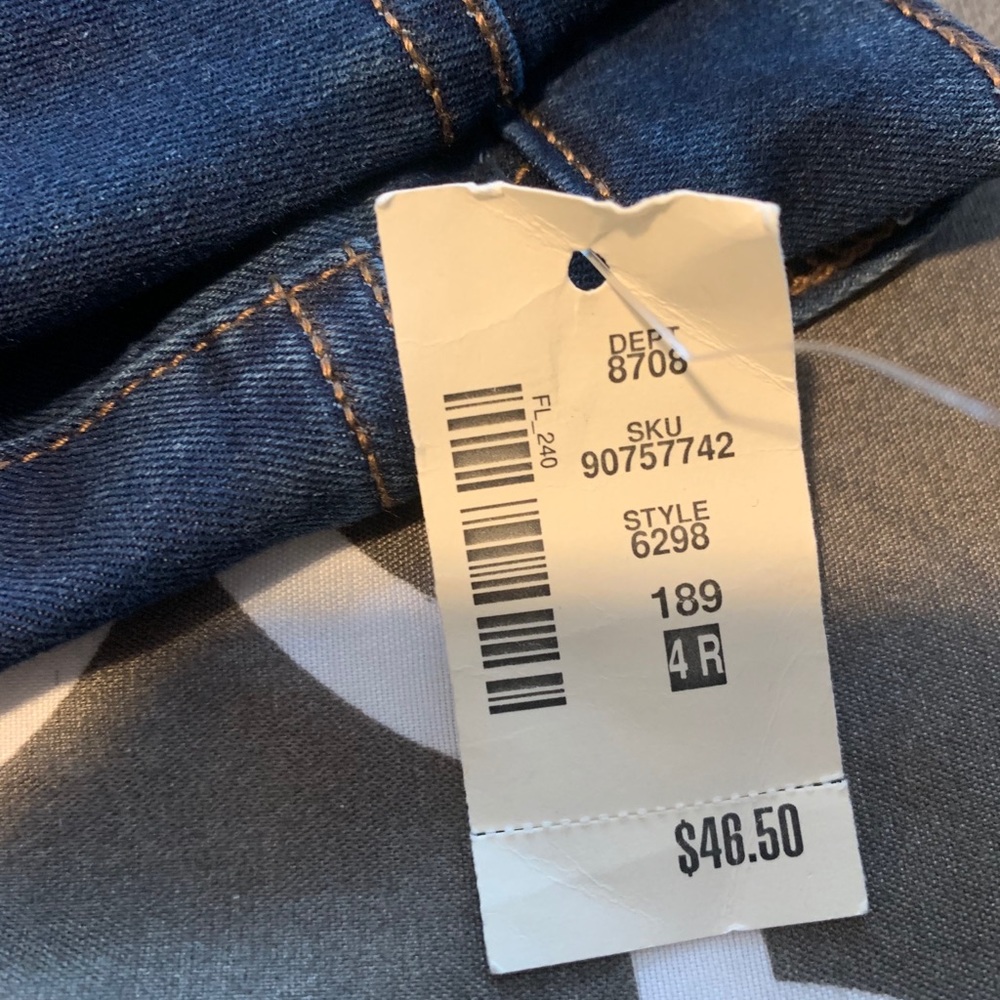 DEPT
8708
FL_240
SKU
90757742
STYLE
6298
189
4 R
$46.50